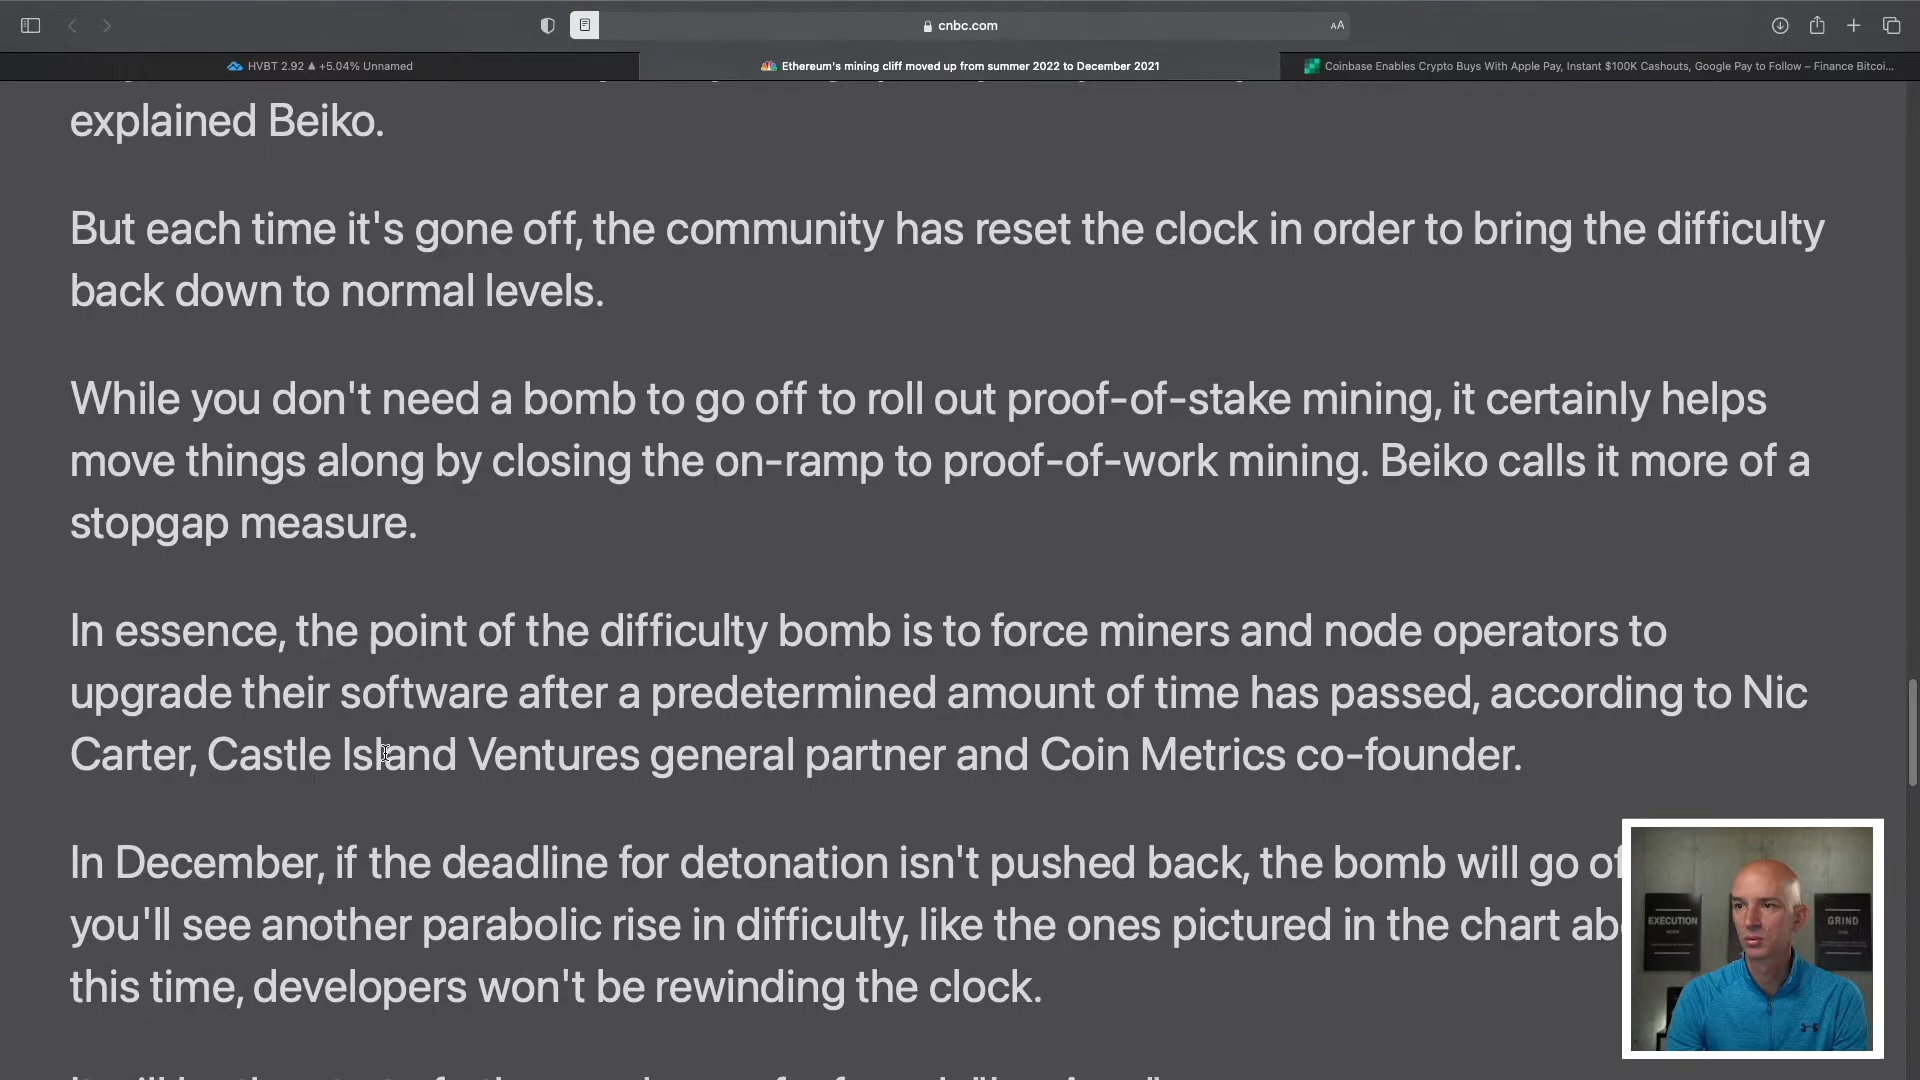 cnbc.com
AA
HVBT 2.92 ▲ +5.04% Unnamed
Ethereum's mining cliff moved up from summer 2022 to December 2021
Coinbase Enables Crypto Buys With Apple Pay, Instant $100K Cashouts, Google Pay to Follow – Finance Bitcoi...
explained Beiko.
But each time it's gone off, the community has reset the clock in order to bring the difficulty
back down to normal levels.
While you don't need a bomb to go off to roll out proof-of-stake mining, it certainly helps
move things along by closing the on-ramp to proof-of-work mining. Beiko calls it more of a
stopgap measure.
In essence, the point of the difficulty bomb is to force miners and node operators to
upgrade their software after a predetermined amount of time has passed, according to Nic
Carter, Castle Island Ventures general partner and Coin Metrics co-founder.
In December, if the deadline for detonation isn't pushed back, the bomb will go of
you'll see another parabolic rise in difficulty, like the ones pictured in the chart abo
this time, developers won't be rewinding the clock.
EXECUTION
GRIND